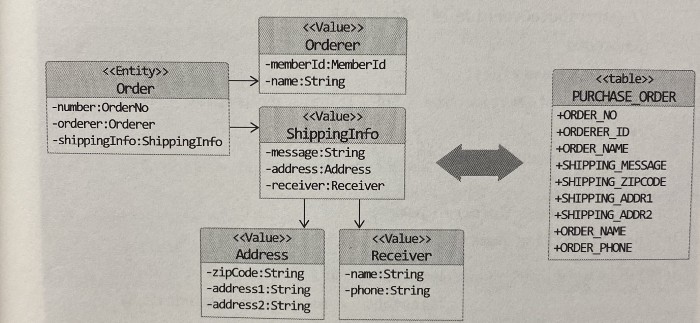 <<Value>>
Orderer
-memberId:MemberId
-name:String
<<Entity>>
Order
-number:OrderNo
-orderer:Orderer
-shippingInfo:ShippingInfo
<<Value>>
ShippingInfo
-message:String
-address:Address
-receiver:Receiver
<<Value>>
Address
-zipCode:String
-address1:String
-address2:String
<<Value>>
Receiver
-name:String
-phone:String
<<table>>
PURCHASE_ORDER
+ORDER_NO
+ORDERER_ID
+ORDER_NAME
+SHIPPING_MESSAGE
+SHIPPING_ZIPCODE
+SHIPPING_ADDR1
+SHIPPING_ADDR2
+ORDER_NAME
+ORDER_PHONE